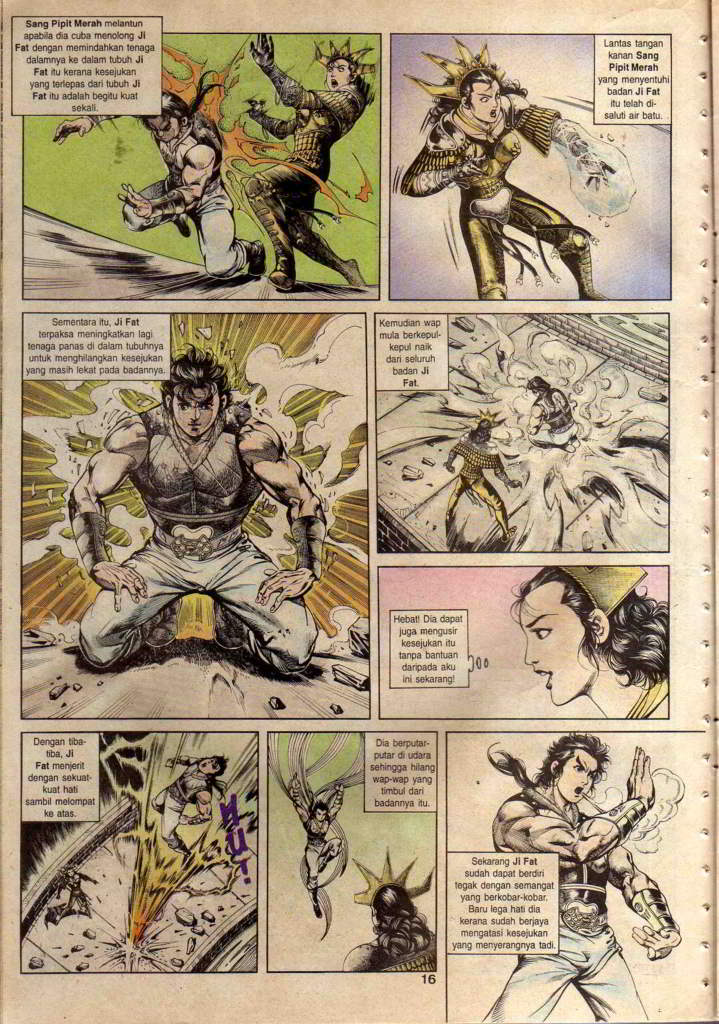 Sang Pipit Merah melantun
apabila dia cuba menolong Ji
Fat dengan memindahkan tenaga
dalamnya ke dalam tubuh Ji
Fat itu kerana kesejukan
yang terlepas dari tubuh Ji
Fat itu adalah begitu kuat
sekali.
Lantas tangan
kanan Sang
Pipit Merah
yang menyentuhi
badan Ji Fat
itu telah di-
saluti air batu.
Sementara itu, Ji Fat
terpaksa meningkatkan lagi
tenaga panas di dalam tubuhnya
untuk menghilangkan kesejukan
yang masih lekat pada badannya.
Kemudian wap
mula berkepul-
kepul naik
dari seluruh
badan Ji
Fat.
Hebat! Dia dapat
juga mengusir
kesejukan itu
tanpa bantuan
daripada aku
ini sekarang!
Dengan tiba-
tiba, Ji
Fat menjerit
dengan sekuat-
kuat hati
sambil melompat
ke atas.
Dia berputar-
putar di udara
sehingga hilang
wap-wap yang
timbul dari
badannya itu.
Sekarang Ji Fat
sudah dapat berdiri
tegak dengan semangat
yang berkobar-kobar.
Baru lega hati dia
kerana sudah berjaya
mengatasi kesejukan
yang menyerangnya tadi.
16